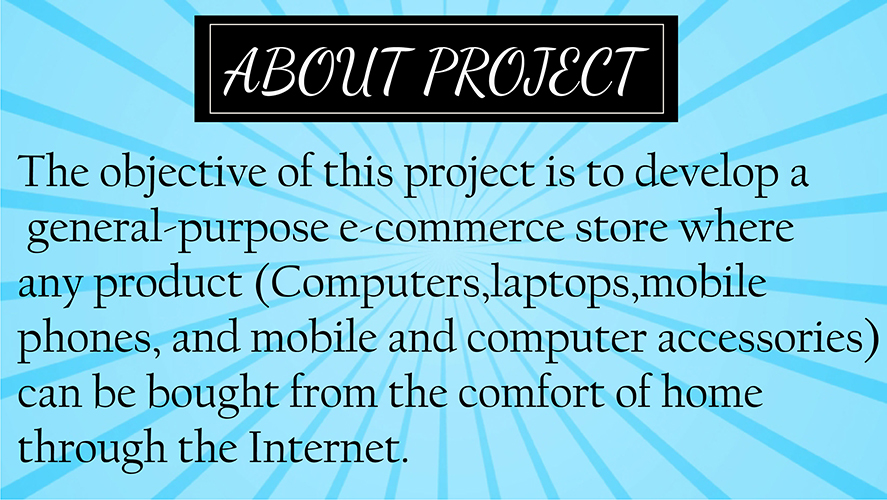 ABOUT PROJECT
The objective of this project is to develop a
general-purpose e-commerce store where
any product (Computers,laptops,mobile
phones, and mobile and computer accessories)
can be bought from the comfort of home
through the Internet.